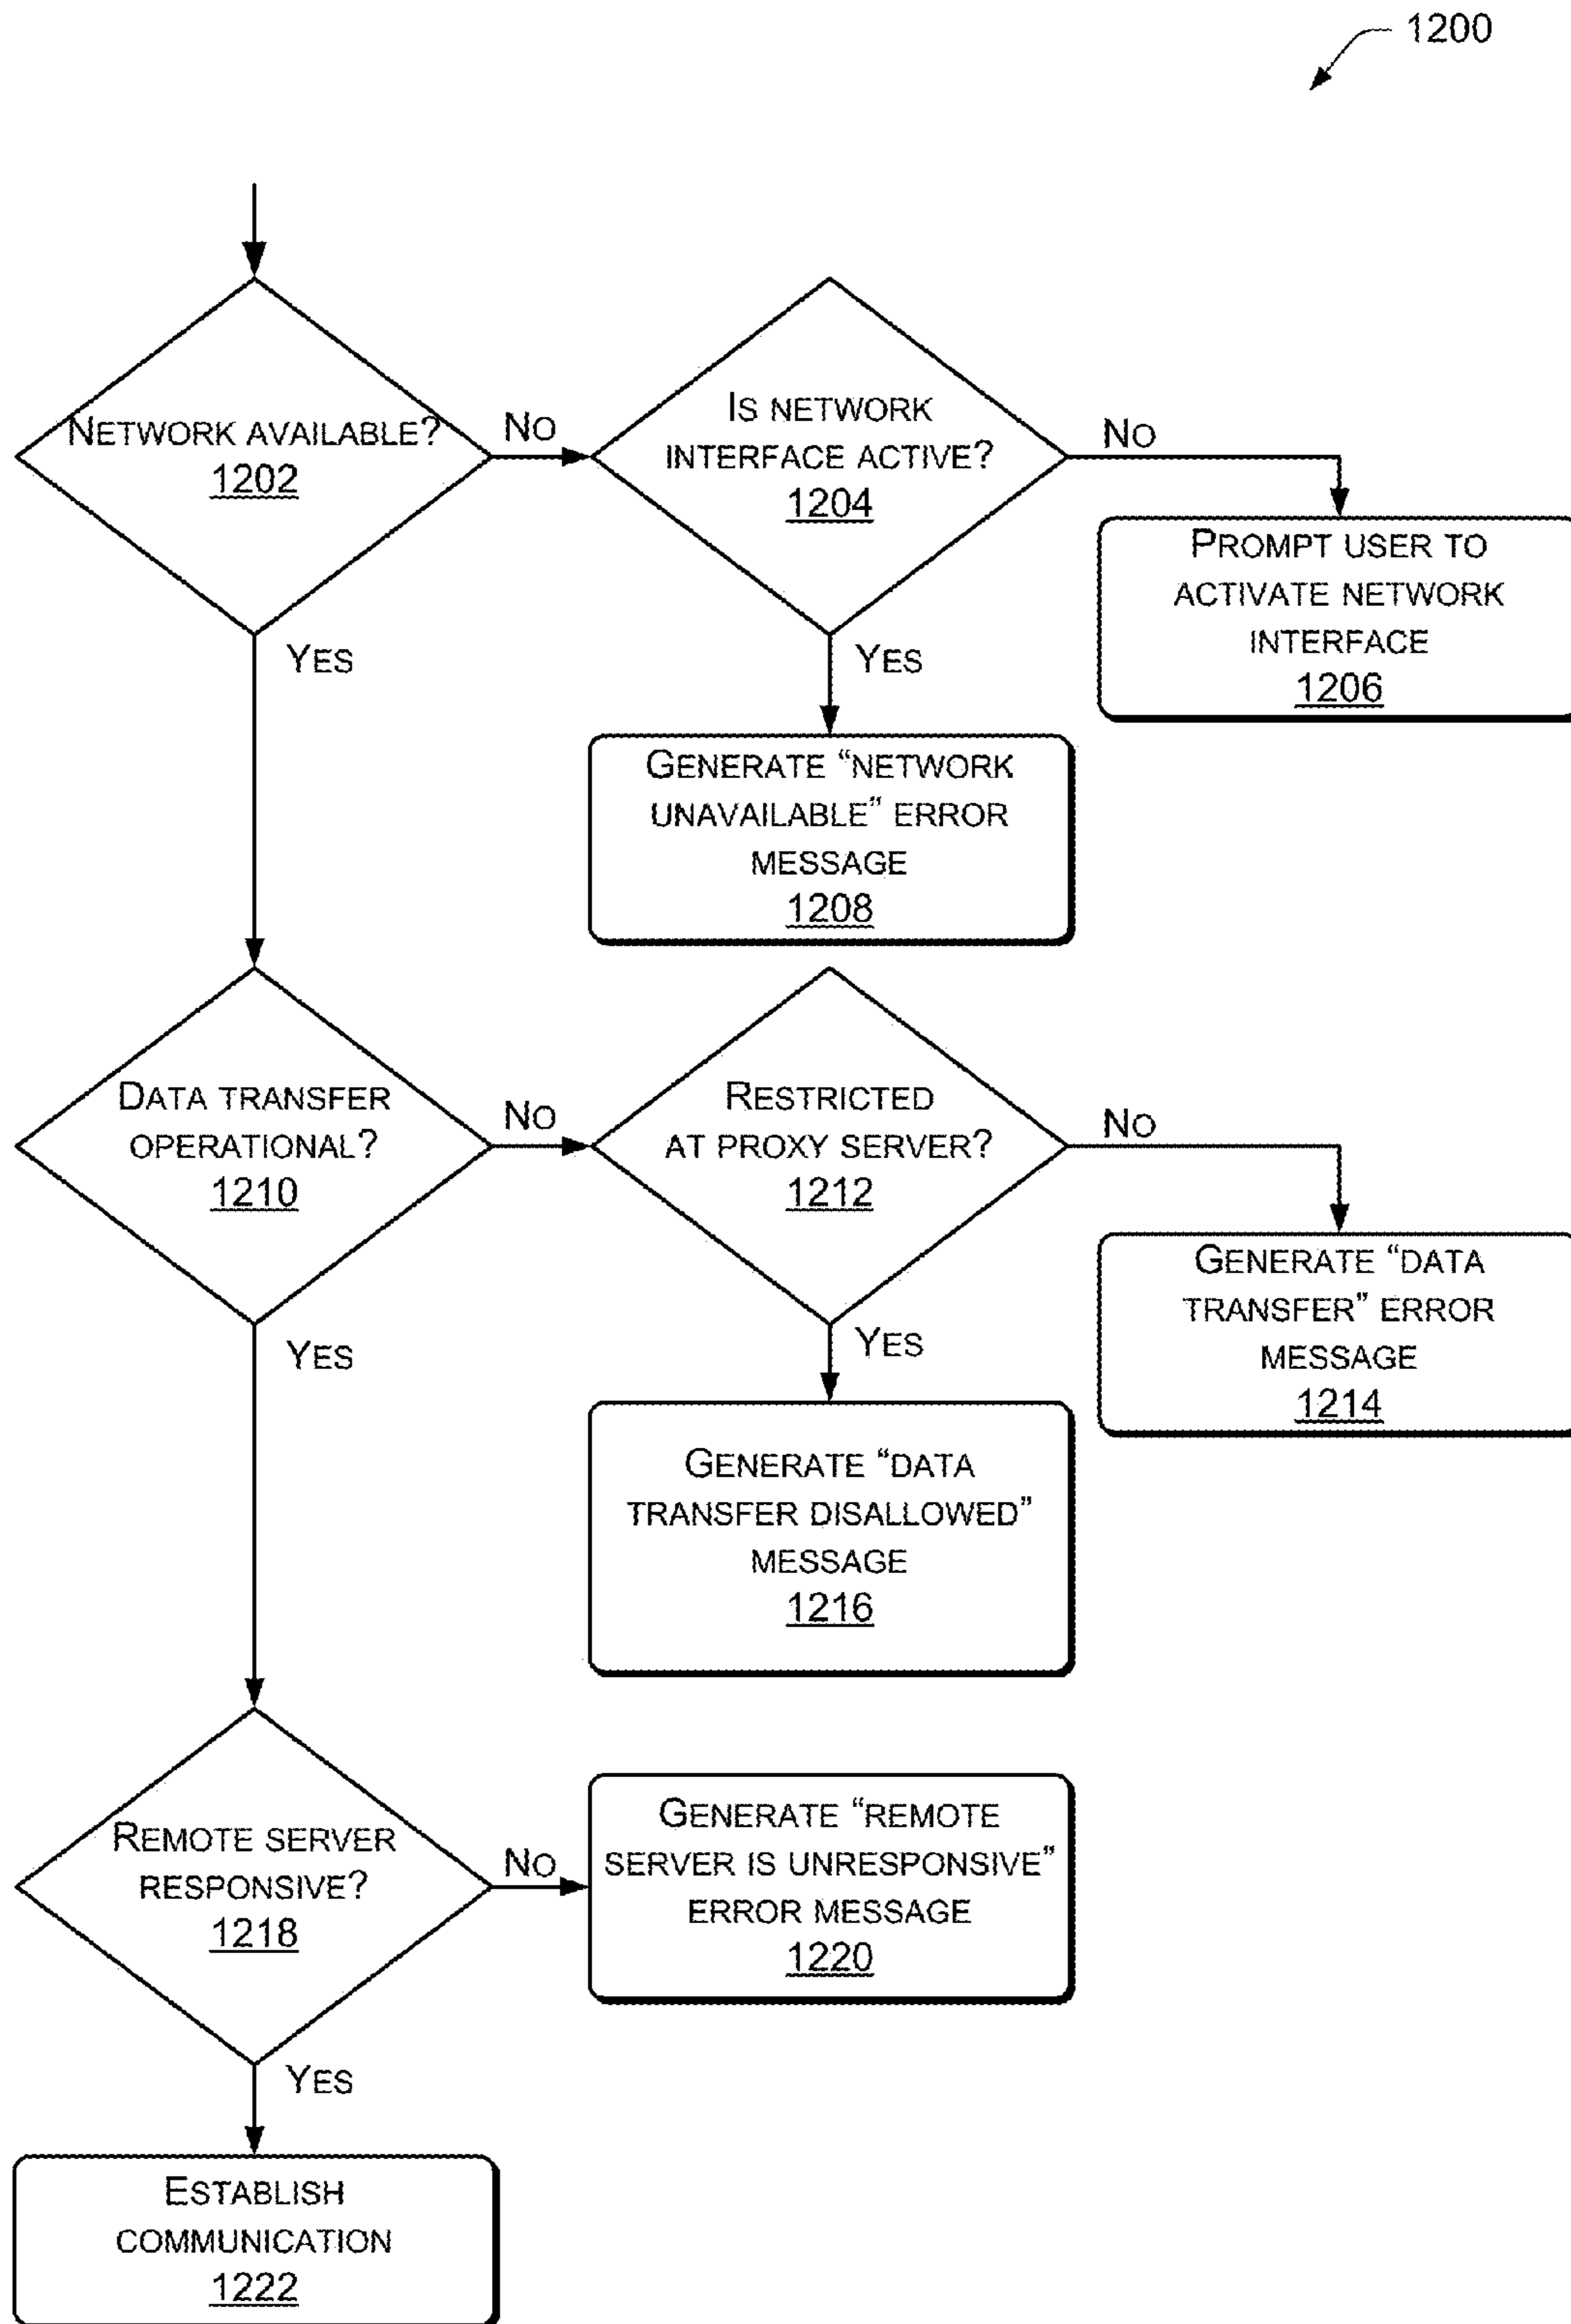 1200
NETWORK AVAILABLE?
1202
NO
IS NETWORK
INTERFACE ACTIVE?
1204
NO
PROMPT USER TO
ACTIVATE NETWORK
INTERFACE
1206
YES
YES
GENERATE “NETWORK
UNAVAILABLE” ERROR
MESSAGE
1208
DATA TRANSFER
OPERATIONAL?
1210
NO
RESTRICTED
AT PROXY SERVER?
1212
NO
GENERATE “DATA
TRANSFER” ERROR
MESSAGE
1214
YES
YES
GENERATE “DATA
TRANSFER DISALLOWED”
MESSAGE
1216
REMOTE SERVER
RESPONSIVE?
1218
NO
GENERATE “REMOTE
SERVER IS UNRESPONSIVE”
ERROR MESSAGE
1220
YES
ESTABLISH
COMMUNICATION
1222